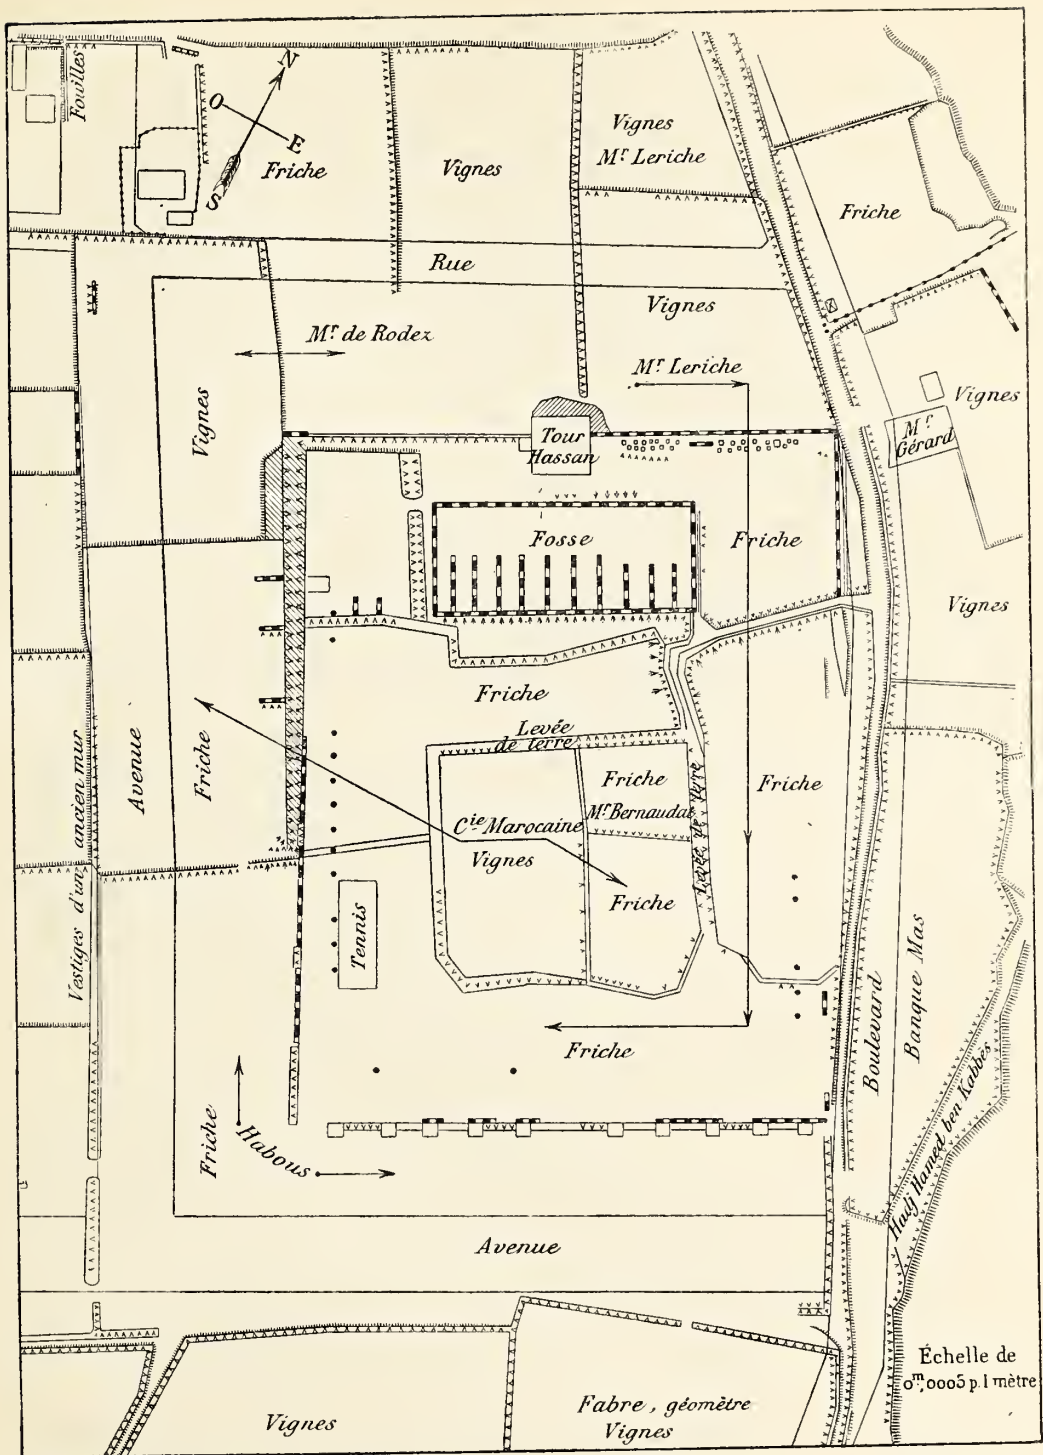 Fouilles
N
O
E
S
Friche
Vignes
Vignes
Mr Leriche
Friche
Rue
Vignes
Mr de Rodez
Mr Leriche
Vignes
Vignes
Tour
Hassan
Mr
Gérard
Fosse
Friche
Vignes
Friche
Levée
de terre
Vestiges d'un ancien mur
Avenue
Friche
Friche
Mr Bernaudat
Levée de terre
Friche
Cie Marocaine
Vignes
Friche
Tennis
Boulevard
Banque Mas
Friche
Hadj Hamed ben Kabbès
Friche
Habous
Avenue
Échelle de
0m,0005 p. 1 mètre
Vignes
Fabre, géomètre
Vignes